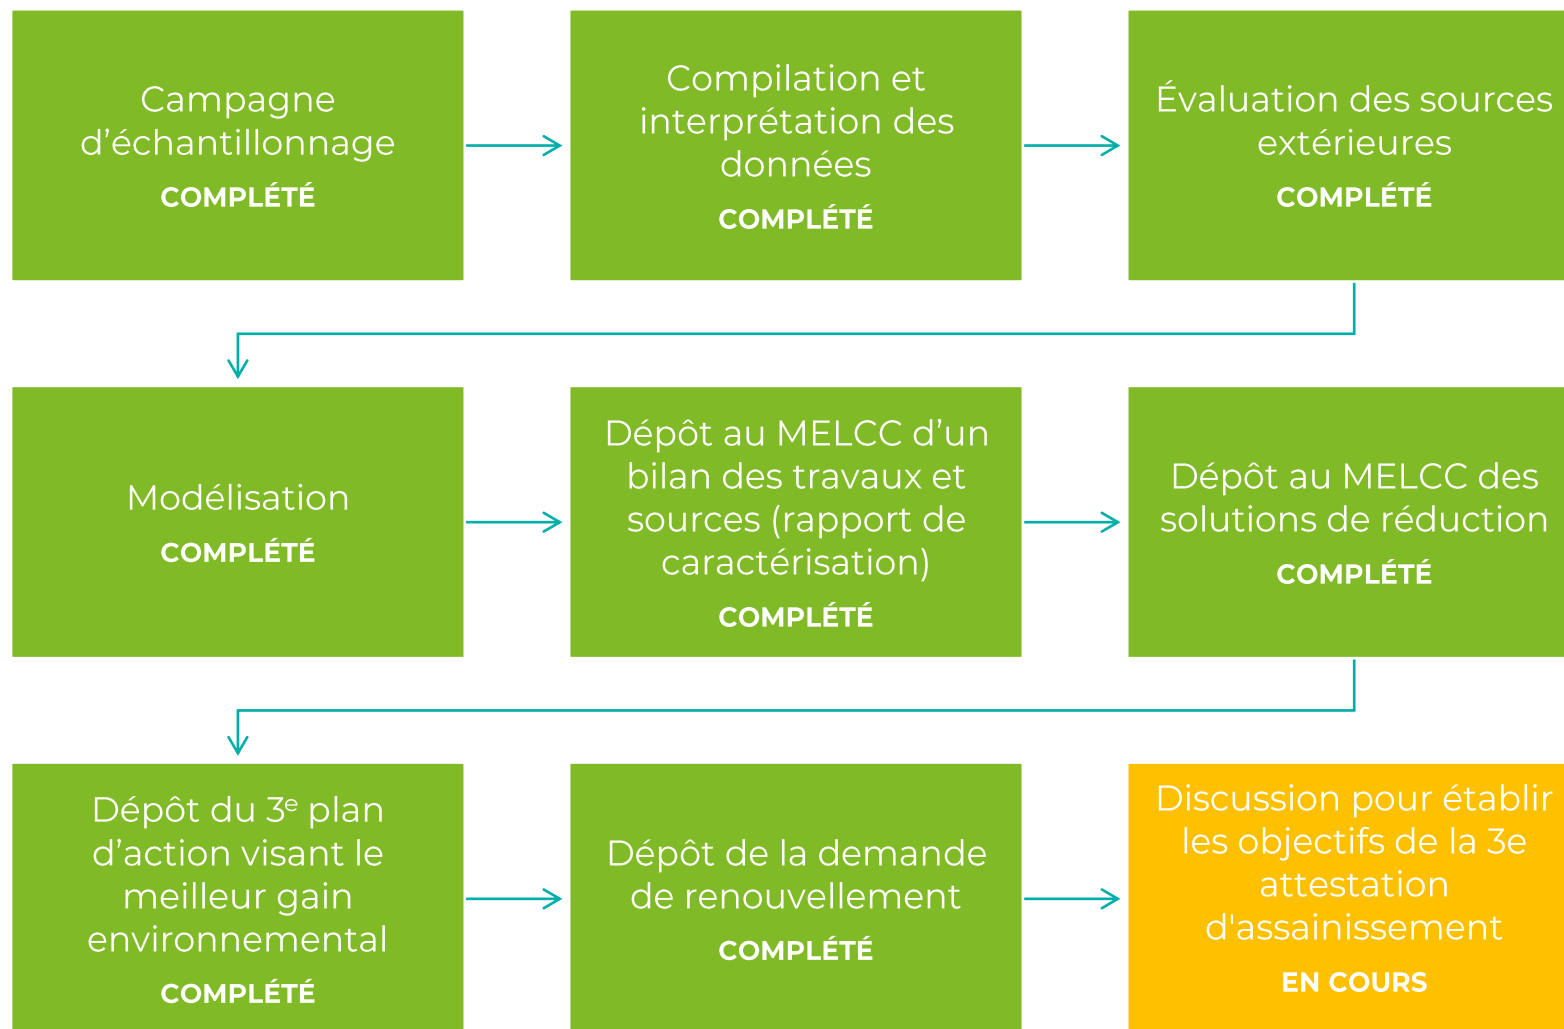 Campagne
d'échantillonnage
COMPLÉTÉ
Compilation et
interprétation des
données
COMPLÉTÉ
Évaluation des sources
extérieures
COMPLÉTÉ
Modélisation
COMPLÉTÉ
Dépôt au MELCC d'un
bilan des travaux et
sources (rapport de
caractérisation)
COMPLÉTÉ
Dépôt au MELCC des
solutions de réduction
COMPLÉTÉ
Dépôt du 3e plan
d'action visant le
meilleur gain
environnemental
COMPLÉTÉ
Dépôt de la demande
de renouvellement
COMPLÉTÉ
Discussion pour établir
les objectifs de la 3e
attestation
d'assainissement
EN COURS